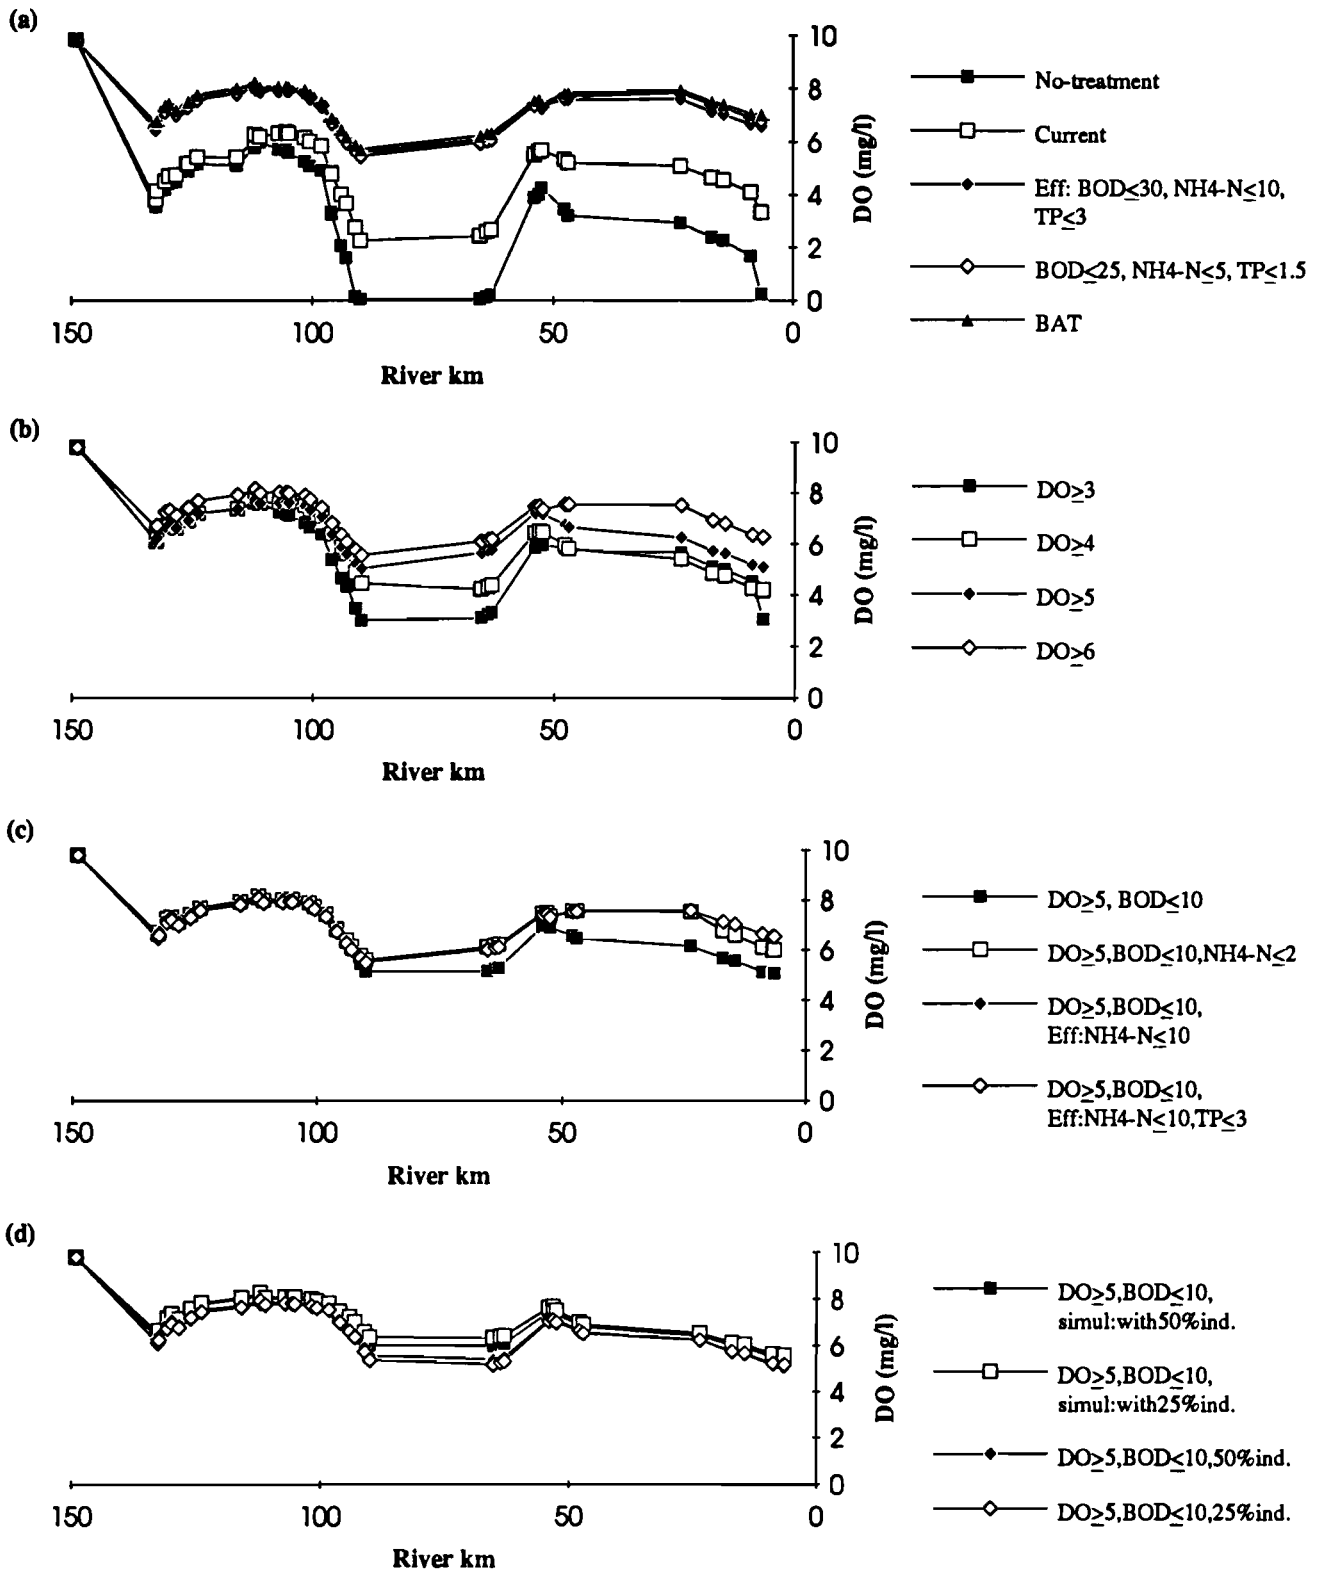 (a)
10
8
6
4
2
0
DO (mg/l)
150
100
50
0
River km
No-treatment
Current
Eff: BOD≤30, NH4-N≤10,
TP≤3
BOD≤25, NH4-N≤5, TP≤1.5
BAT
(b)
10
8
6
4
2
0
DO (mg/l)
150
100
50
0
River km
DO≥3
DO≥4
DO≥5
DO≥6
(c)
10
8
6
4
2
0
DO (mg/l)
150
100
50
0
River km
DO≥5, BOD≤10
DO≥5,BOD≤10,NH4-N≤2
DO≥5,BOD≤10,
Eff:NH4-N≤10
DO≥5,BOD≤10,
Eff:NH4-N≤10,TP≤3
(d)
10
8
6
4
2
0
DO (mg/l)
150
100
50
0
River km
DO≥5,BOD≤10,
simul:with50%ind.
DO≥5,BOD≤10,
simul:with25%ind.
DO≥5,BOD≤10,50%ind.
DO≥5,BOD≤10,25%ind.